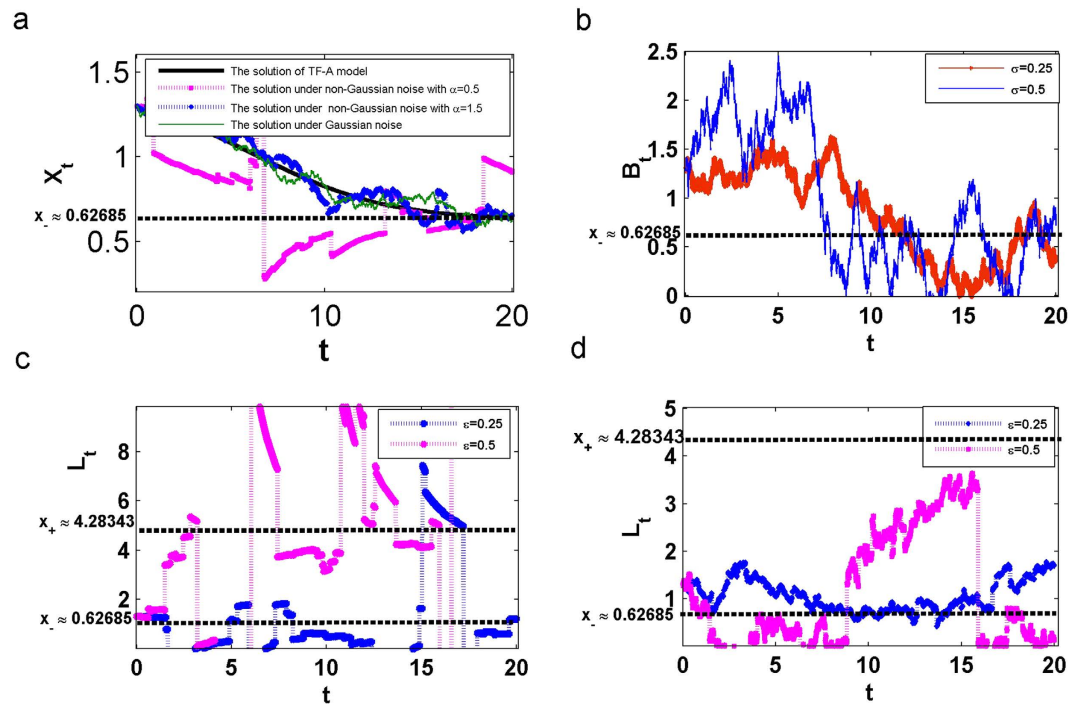 a
1.5
1
0.5
X_t
x_- ≈ 0.62685
The solution of TF-A model
The solution under non-Gaussian noise with α=0.5
The solution under non-Gaussian noise with α=1.5
The solution under Gaussian noise
0
10
20
t
b
2.5
2
1.5
1
0.5
0
B_t
x_- ≈ 0.62685
σ=0.25
σ=0.5
0
5
10
15
20
t
c
8
6
4
2
L_t
x_+ ≈ 4.28343
x_- ≈ 0.62685
ε=0.25
ε=0.5
0
5
10
15
20
t
d
5
3
2
1
L_t
x_+ ≈ 4.28343
x_- ≈ 0.62685
ε=0.25
ε=0.5
0
5
10
15
20
t